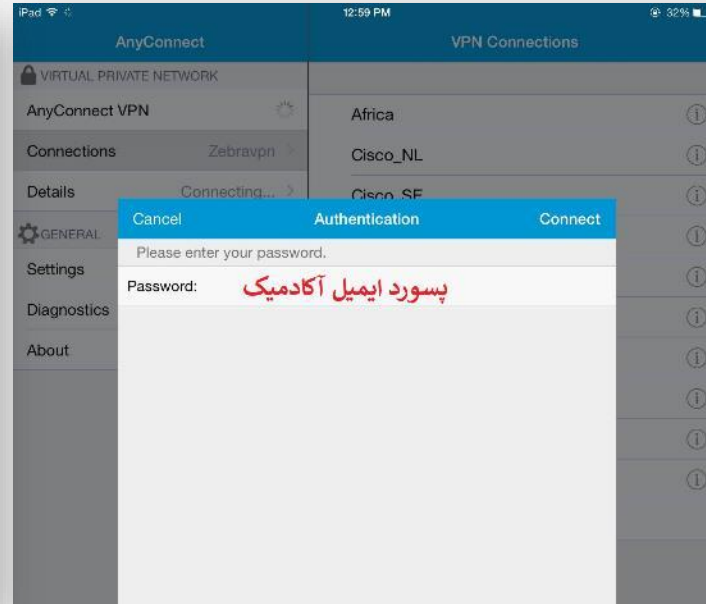 iPad 12:59 PM 32%
AnyConnect
VPN Connections
VIRTUAL PRIVATE NETWORK
AnyConnect VPN
Connections Zebravpn
Details Connecting...
GENERAL
Settings
Diagnostics
About
Africa
Cisco_NL
Cisco_SE
Cancel Authentication Connect
Please enter your password.
Password: پسورد ایمیل آکادمیک